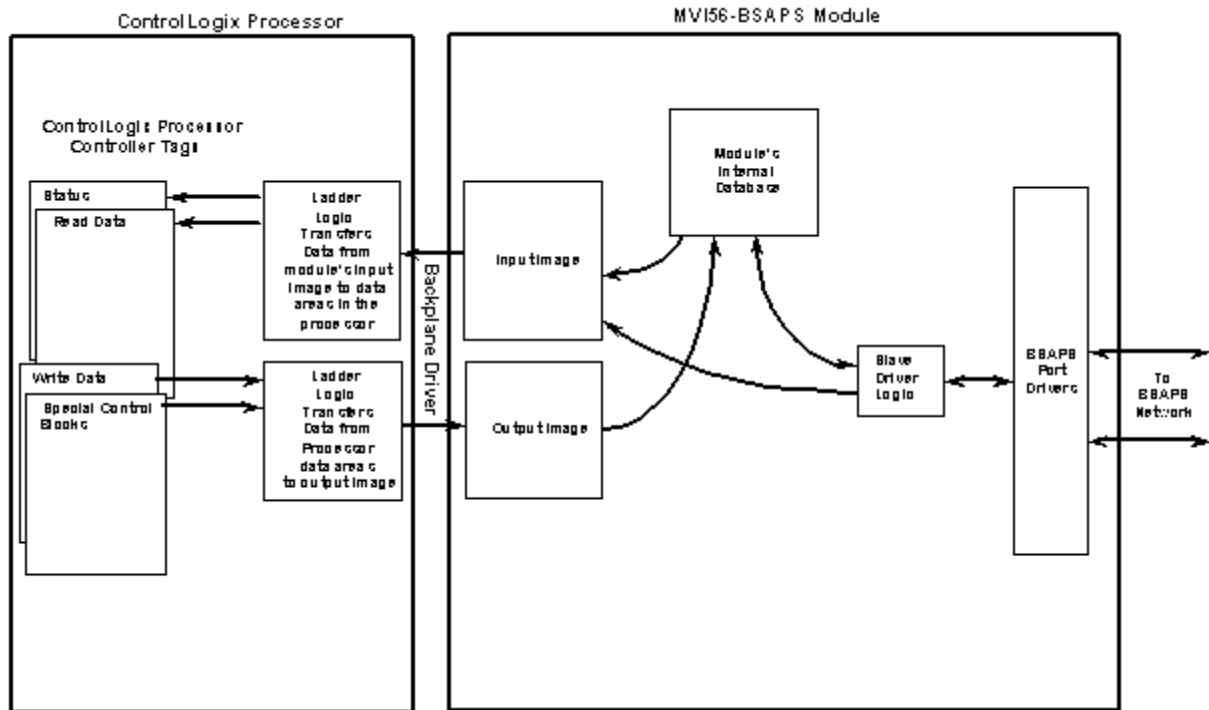 ControlLogix Processor
MVI56-BSAPS Module
ControlLogix Processor
Controller Tags
Status
Read Data
Write Data
Special Control
Blocks
Ladder
Logic
Transfers
Data from
module's input
image to data
areas in the
processor
Ladder
Logic
Transfers
Data from
Processor
data areas
to output image
Backplane Driver
Input Image
Output Image
Module's
Internal
Database
Slave
Driver
Logic
BSAPS
Port
Drivers
To
BSAPS
Network